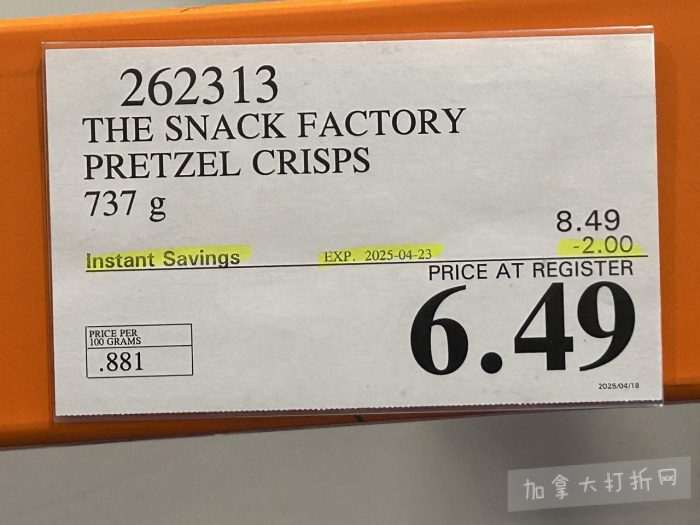 262313
THE SNACK FACTORY
PRETZEL CRISPS
737 g
8.49
Instant Savings EXP. 2025-04-23 -2.00
PRICE AT REGISTER
6.49
PRICE PER
100 GRAMS
.881
2025/04/18
加拿大打折网